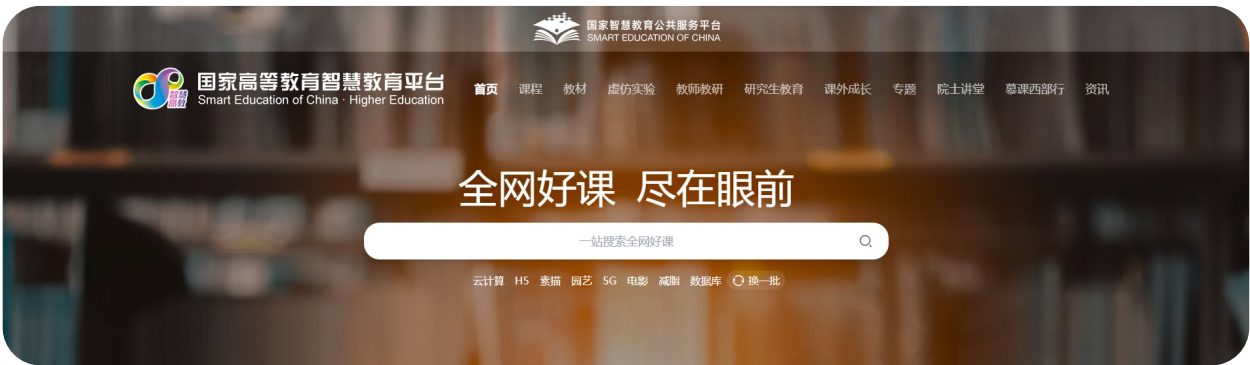 国家智慧教育公共服务平台
SMART EDUCATION OF CHINA
智慧高教
国家高等教育智慧教育平台
Smart Education of China · Higher Education
首页 课程 教材 虚仿实验 教师教研 研究生教育 课外成长 专题 院士讲堂 慕课西部行 资讯
全网好课 尽在眼前
一站搜索全网好课
云计算 H5 素描 园艺 5G 电影 减脂 数据库 换一批